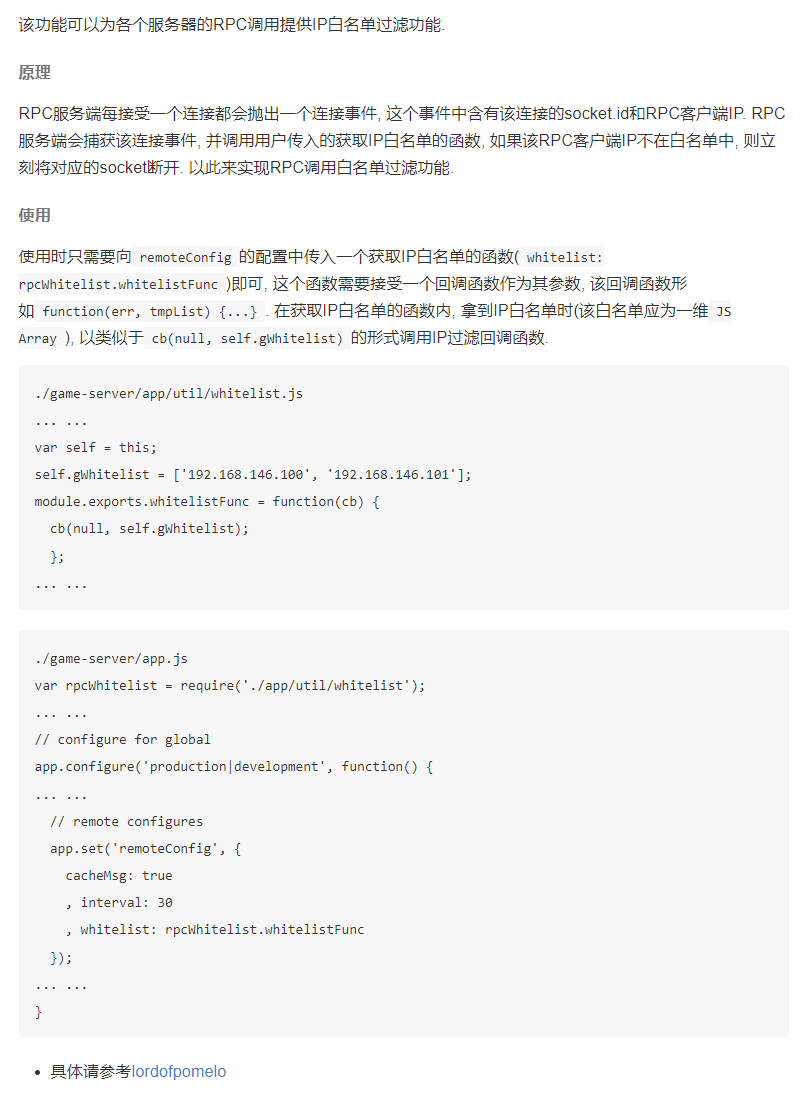 该功能可以为各个服务器的RPC调用提供IP白名单过滤功能.
原理
RPC服务端每接受一个连接都会抛出一个连接事件, 这个事件中含有该连接的socket.id和RPC客户端IP. RPC
服务端会捕获该连接事件, 并调用用户传入的获取IP白名单的函数, 如果该RPC客户端IP不在白名单中, 则立
刻将对应的socket断开. 以此来实现RPC调用白名单过滤功能.
使用
使用时只需要向 remoteConfig 的配置中传入一个获取IP白名单的函数( whitelist:
rpcWhitelist.whitelistFunc )即可, 这个函数需要接受一个回调函数作为其参数, 该回调函数形
如 function(err, tmpList) {...} . 在获取IP白名单的函数内, 拿到IP白名单时(该白名单应为一维 JS
Array ), 以类似于 cb(null, self.gWhitelist) 的形式调用IP过滤回调函数.
./game-server/app/util/whitelist.js
... ...
var self = this;
self.gWhitelist = ['192.168.146.100', '192.168.146.101'];
module.exports.whitelistFunc = function(cb) {
  cb(null, self.gWhitelist);
  };
... ...
./game-server/app.js
var rpcWhitelist = require('./app/util/whitelist');
... ...
// configure for global
app.configure('production|development', function() {
... ...
  // remote configures
  app.set('remoteConfig', {
    cacheMsg: true
    , interval: 30
    , whitelist: rpcWhitelist.whitelistFunc
  });
... ...
}
• 具体请参考lordofpomelo